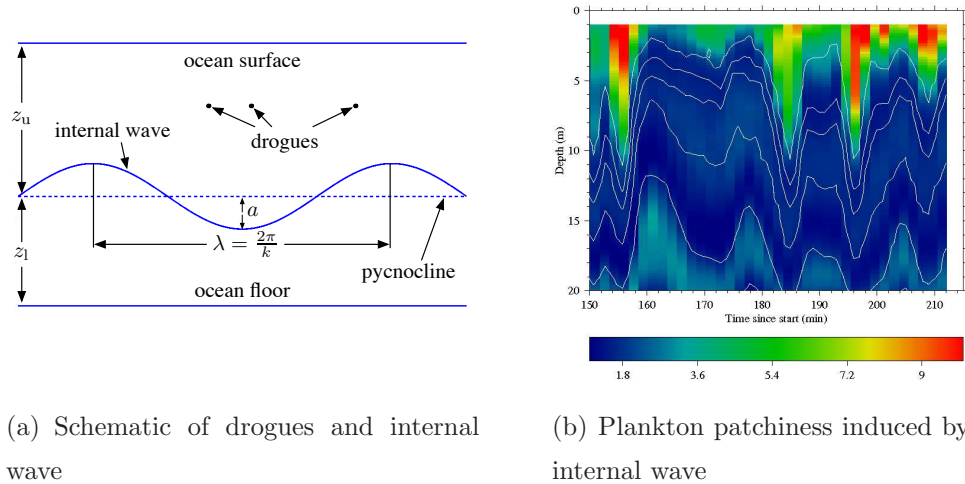 ocean surface
z_u
drogues
internal wave
a
z_l
λ = 2π/k
pycnocline
ocean floor
(a) Schematic of drogues and internal
wave
0
5
10
15
20
Depth (m)
150 160 170 180 190 200 210
Time since start (min)
1.8 3.6 5.4 7.2 9
(b) Plankton patchiness induced by
internal wave